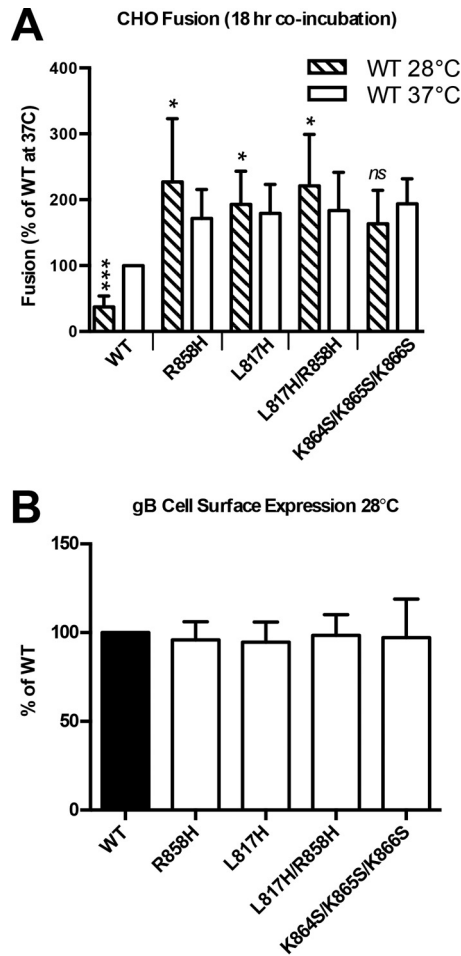 A
CHO Fusion (18 hr co-incubation)
WT 28°C
WT 37°C
Fusion (% of WT at 37C)
400
300
200
100
0
***
*
*
*
ns
WT
R858H
L817H
L817H/R858H
K864S/K865S/K866S
B
gB Cell Surface Expression 28°C
% of WT
150
100
50
0
WT
R858H
L817H
L817H/R858H
K864S/K865S/K866S